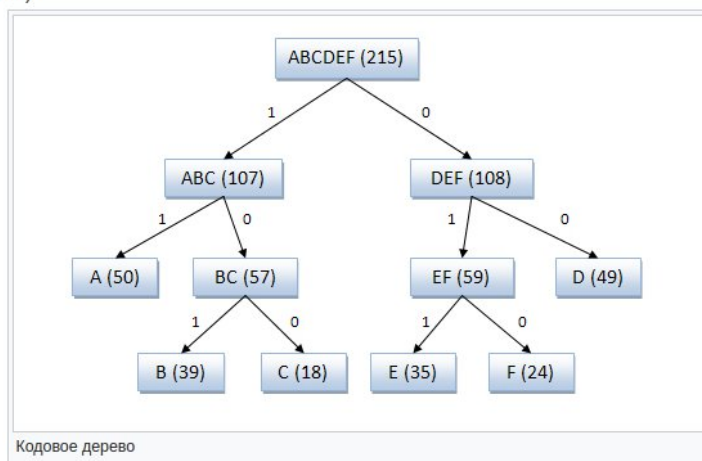 ABCDEF (215)
1 0
ABC (107) DEF (108)
1 0 1 0
A (50) BC (57) EF (59) D (49)
1 0 1 0
B (39) C (18) E (35) F (24)
Кодовое дерево